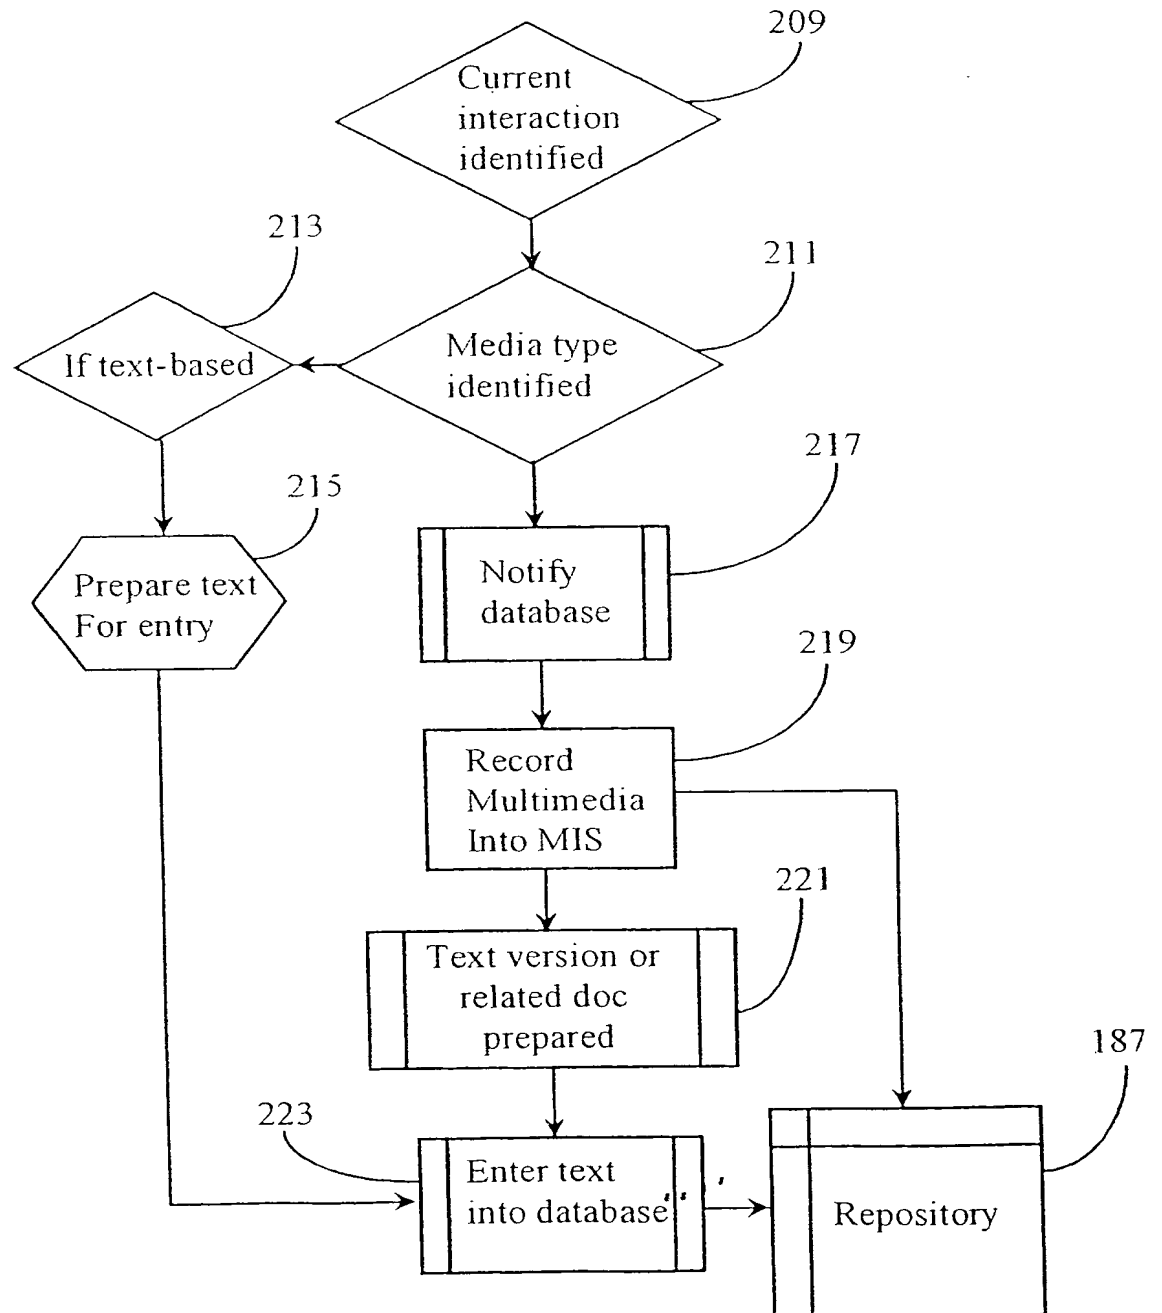 209
Current
interaction
identified
213
211
If text-based
Media type
identified
217
215
Prepare text
For entry
Notify
database
219
Record
Multimedia
Into MIS
221
Text version or
related doc
prepared
187
223
Enter text
into database
Repository